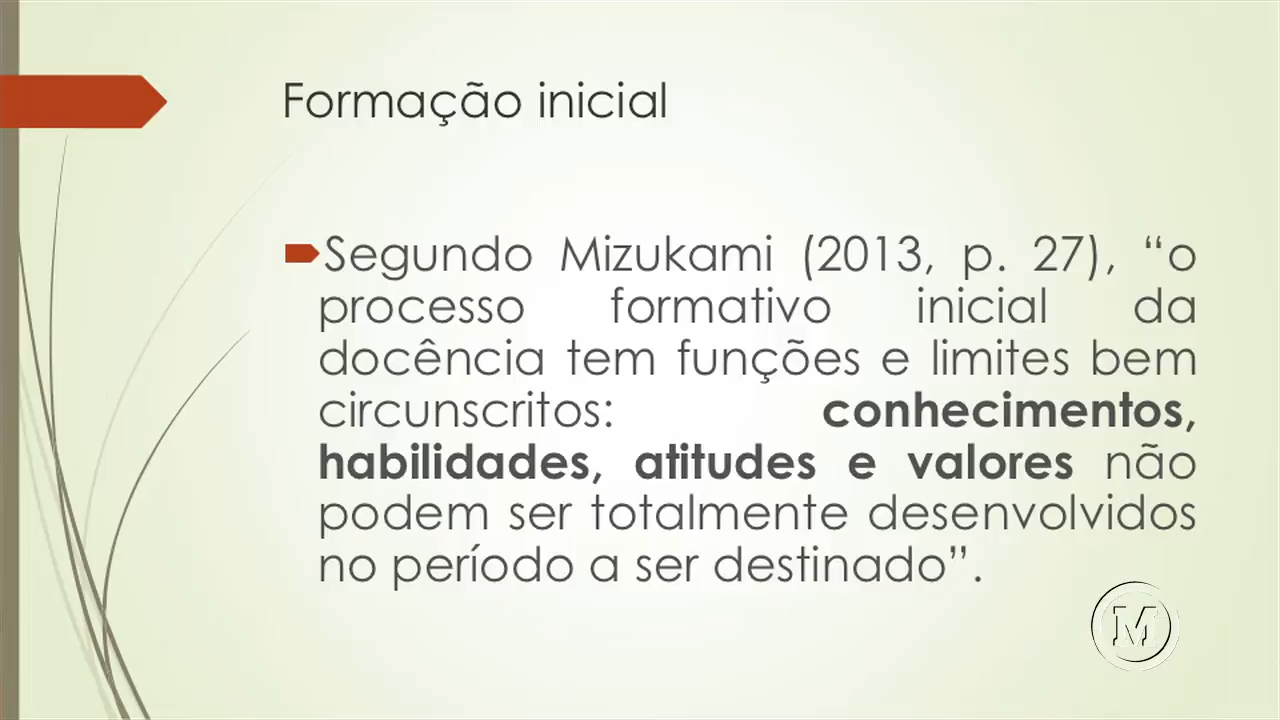 Formação inicial
Segundo Mizukami (2013, p. 27), “o
processo formativo inicial da
docência tem funções e limites bem
circunscritos: conhecimentos,
habilidades, atitudes e valores não
podem ser totalmente desenvolvidos
no período a ser destinado”.
M